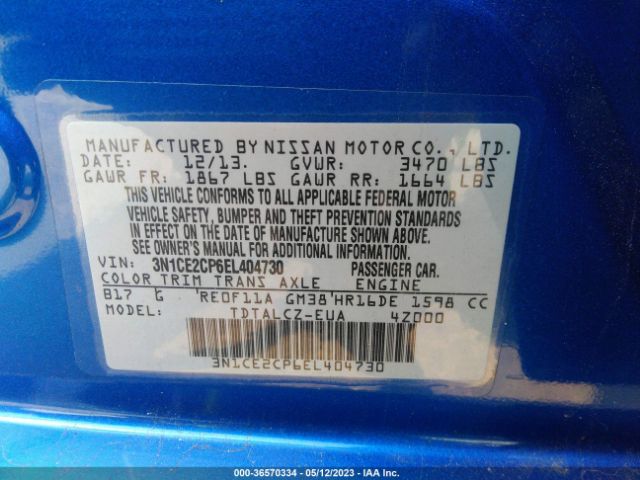 MANUFACTURED BY NISSAN MOTOR CO., LTD.
DATE: 12/13. GVWR: 3470 LBS
GAWR FR: 1867 LBS GAWR RR: 1664 LBS
THIS VEHICLE CONFORMS TO ALL APPLICABLE FEDERAL MOTOR
VEHICLE SAFETY, BUMPER AND THEFT PREVENTION STANDARDS
IN EFFECT ON THE DATE OF MANUFACTURE SHOWN ABOVE.
SEE OWNER'S MANUAL FOR ADDITIONAL INFORMATION.
VIN: 3N1CE2CP6EL404730 PASSENGER CAR.
COLOR TRIM TRANS AXLE ENGINE
B17 G 'RE0F11A GM38'HR16DE 1598 CC
MODEL: TDTALCZ-EUA 4Z000
3N1CE2CP6EL404730
000-36570334 - 05/12/2023 - IAA Inc.